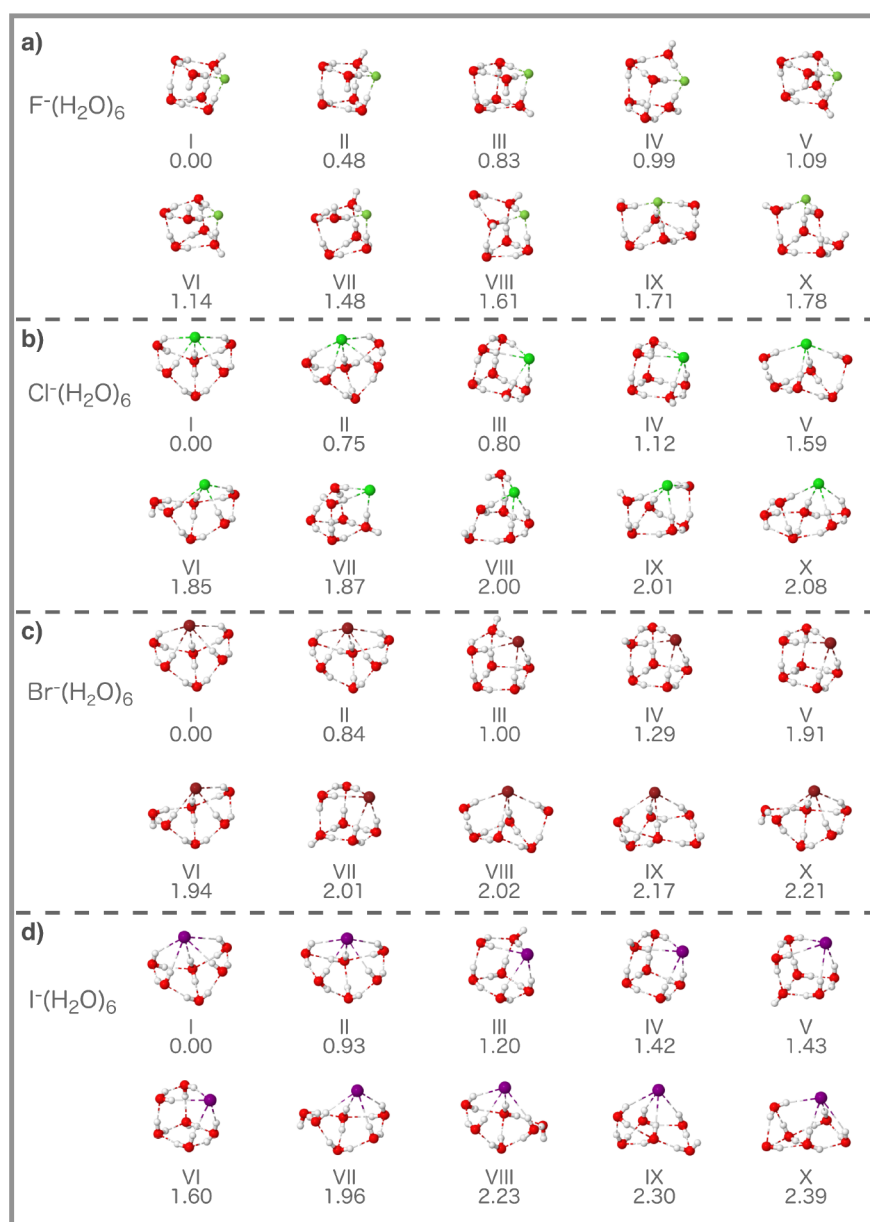 a)
F⁻(H₂O)₆
I II III IV V
0.00 0.48 0.83 0.99 1.09
VI VII VIII IX X
1.14 1.48 1.61 1.71 1.78
b)
Cl⁻(H₂O)₆
I II III IV V
0.00 0.75 0.80 1.12 1.59
VI VII VIII IX X
1.85 1.87 2.00 2.01 2.08
c)
Br⁻(H₂O)₆
I II III IV V
0.00 0.84 1.00 1.29 1.91
VI VII VIII IX X
1.94 2.01 2.02 2.17 2.21
d)
I⁻(H₂O)₆
I II III IV V
0.00 0.93 1.20 1.42 1.43
VI VII VIII IX X
1.60 1.96 2.23 2.30 2.39